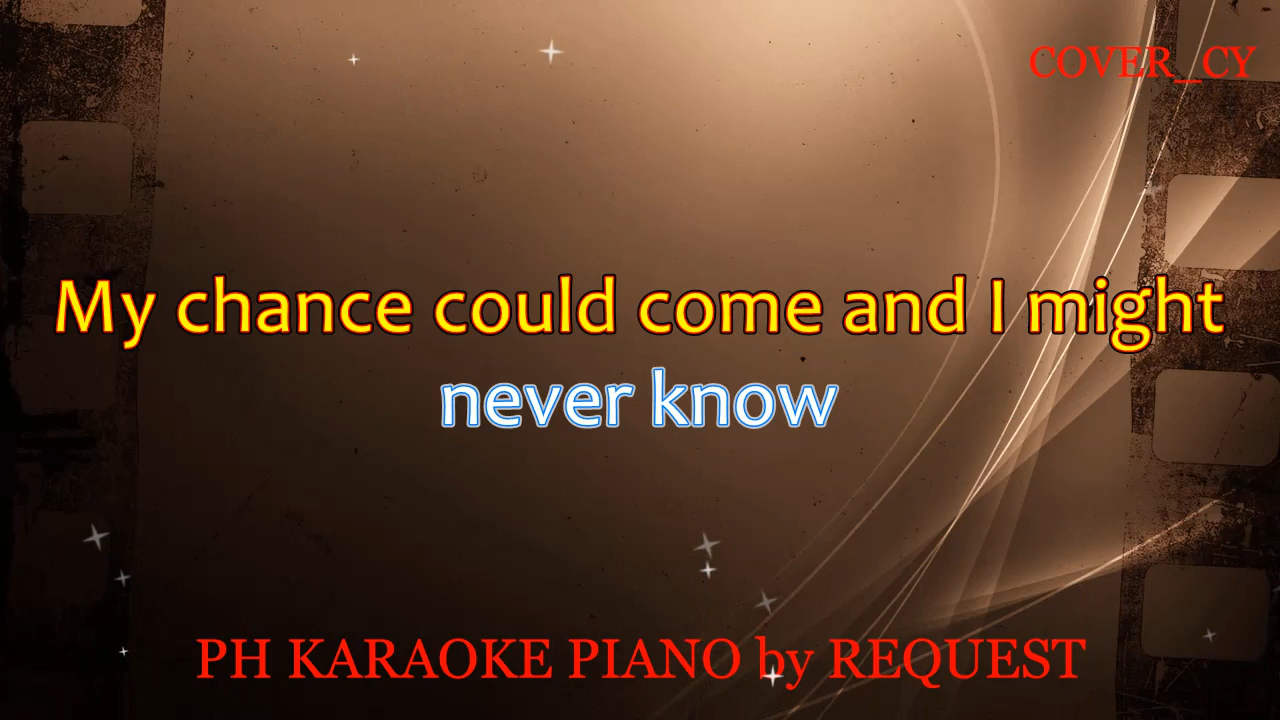 COVER_CY
My chance could come and I might
never know
PH KARAOKE PIANO by REQUEST